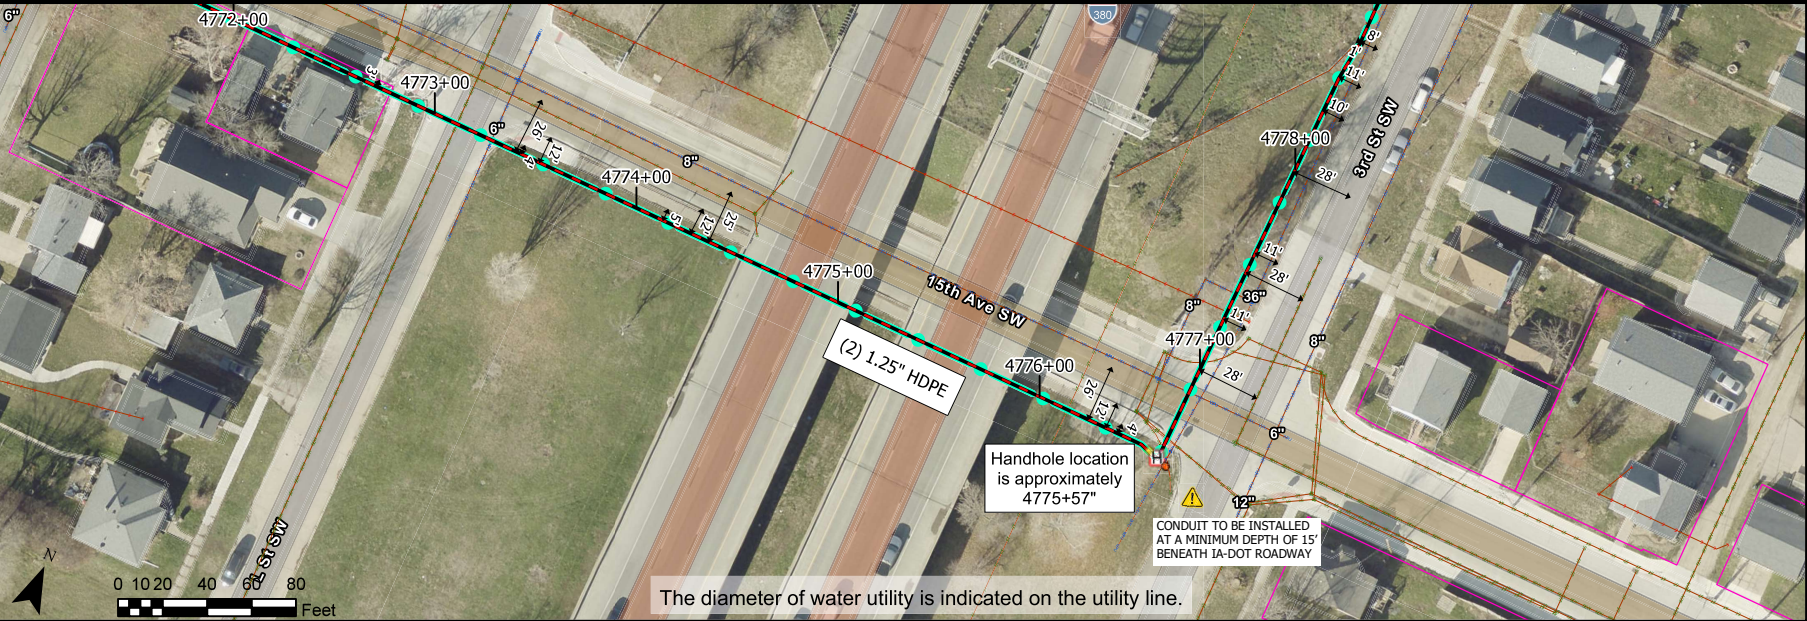 6"
4772+00
380
8'
1'
11'
3'
4773+00
10'
6"
26'
12'
4'
8"
4778+00
3rd St SW
28'
4774+00
5'
12'
25'
4775+00
15th Ave SW
11'
28'
8"
36"
11'
4777+00
8"
(2) 1.25" HDPE
4776+00
28'
26'
12'
4'
6"
H
Handhole location
is approximately
4775+57"
12"
CONDUIT TO BE INSTALLED
AT A MINIMUM DEPTH OF 15'
BENEATH IA-DOT ROADWAY
L St SW
N
0 10 20 40 60 80
Feet
The diameter of water utility is indicated on the utility line.